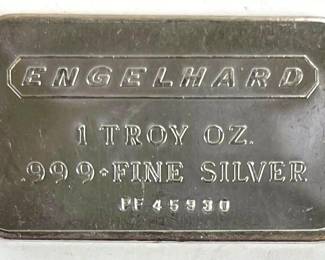 ENGELHARD
1 TROY OZ.
.999+FINE SILVER
PF45930